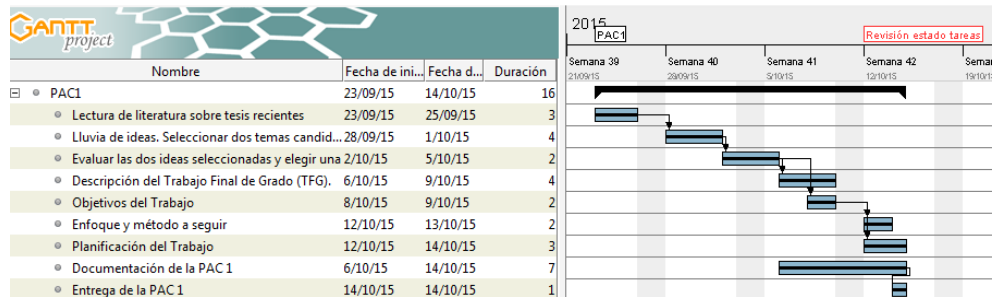 GANTT
project
2015
PAC1
Revisión estado tareas
Nombre Fecha de ini... Fecha d... Duración
Semana 39 Semana 40 Semana 41 Semana 42
21/09/15 28/09/15 5/10/15 12/10/15
PAC1 23/09/15 14/10/15 16
Lectura de literatura sobre tesis recientes 23/09/15 25/09/15 3
Lluvia de ideas. Seleccionar dos temas candid... 28/09/15 1/10/15 4
Evaluar las dos ideas seleccionadas y elegir una 2/10/15 5/10/15 2
Descripción del Trabajo Final de Grado (TFG). 6/10/15 9/10/15 4
Objetivos del Trabajo 8/10/15 9/10/15 2
Enfoque y método a seguir 12/10/15 13/10/15 2
Planificación del Trabajo 12/10/15 14/10/15 3
Documentación de la PAC 1 6/10/15 14/10/15 7
Entrega de la PAC 1 14/10/15 14/10/15 1